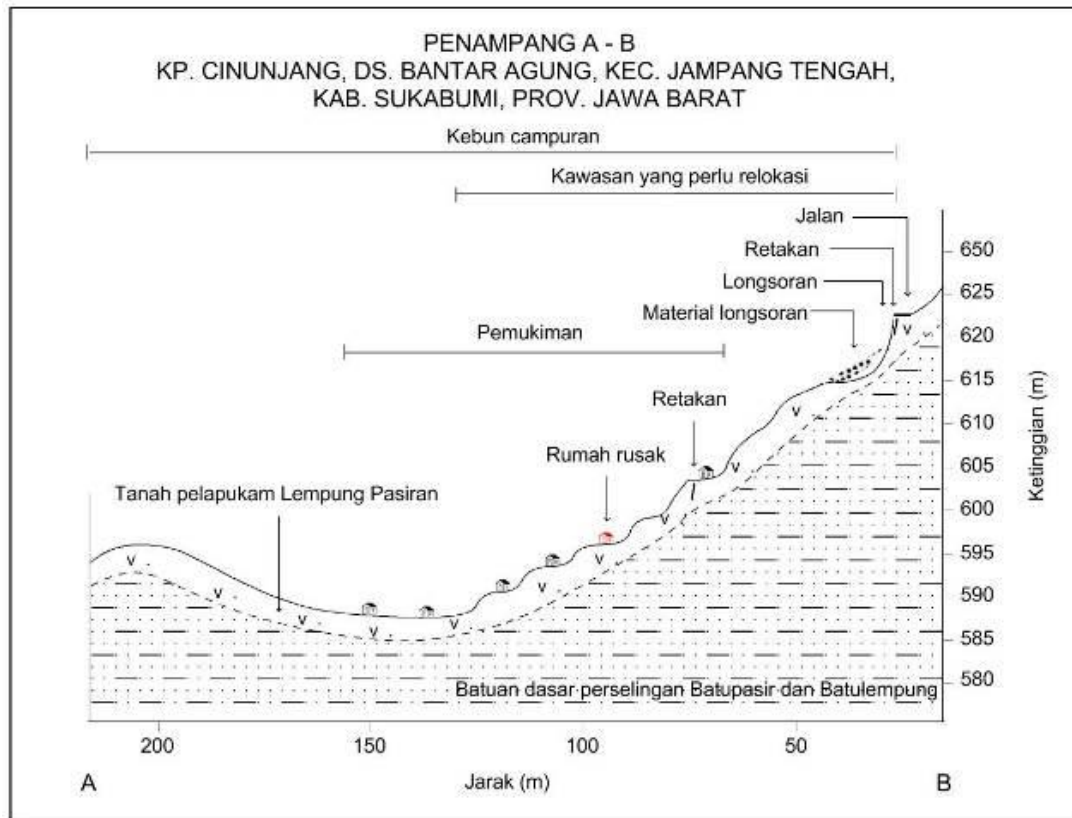 PENAMPANG A - B
KP. CINUNJANG, DS. BANTAR AGUNG, KEC. JAMPANG TENGAH,
KAB. SUKABUMI, PROV. JAWA BARAT
Kebun campuran
Kawasan yang perlu relokasi
Jalan
Retakan
Longsoran
Material longsoran
Pemukiman
Retakan
Rumah rusak
Tanah pelapukam Lempung Pasiran
650
625
620
615
610
605
600
595
590
585
580
Ketinggian (m)
Batuan dasar perselingan Batupasir dan Batulempung
200
150
100
50
A
Jarak (m)
B